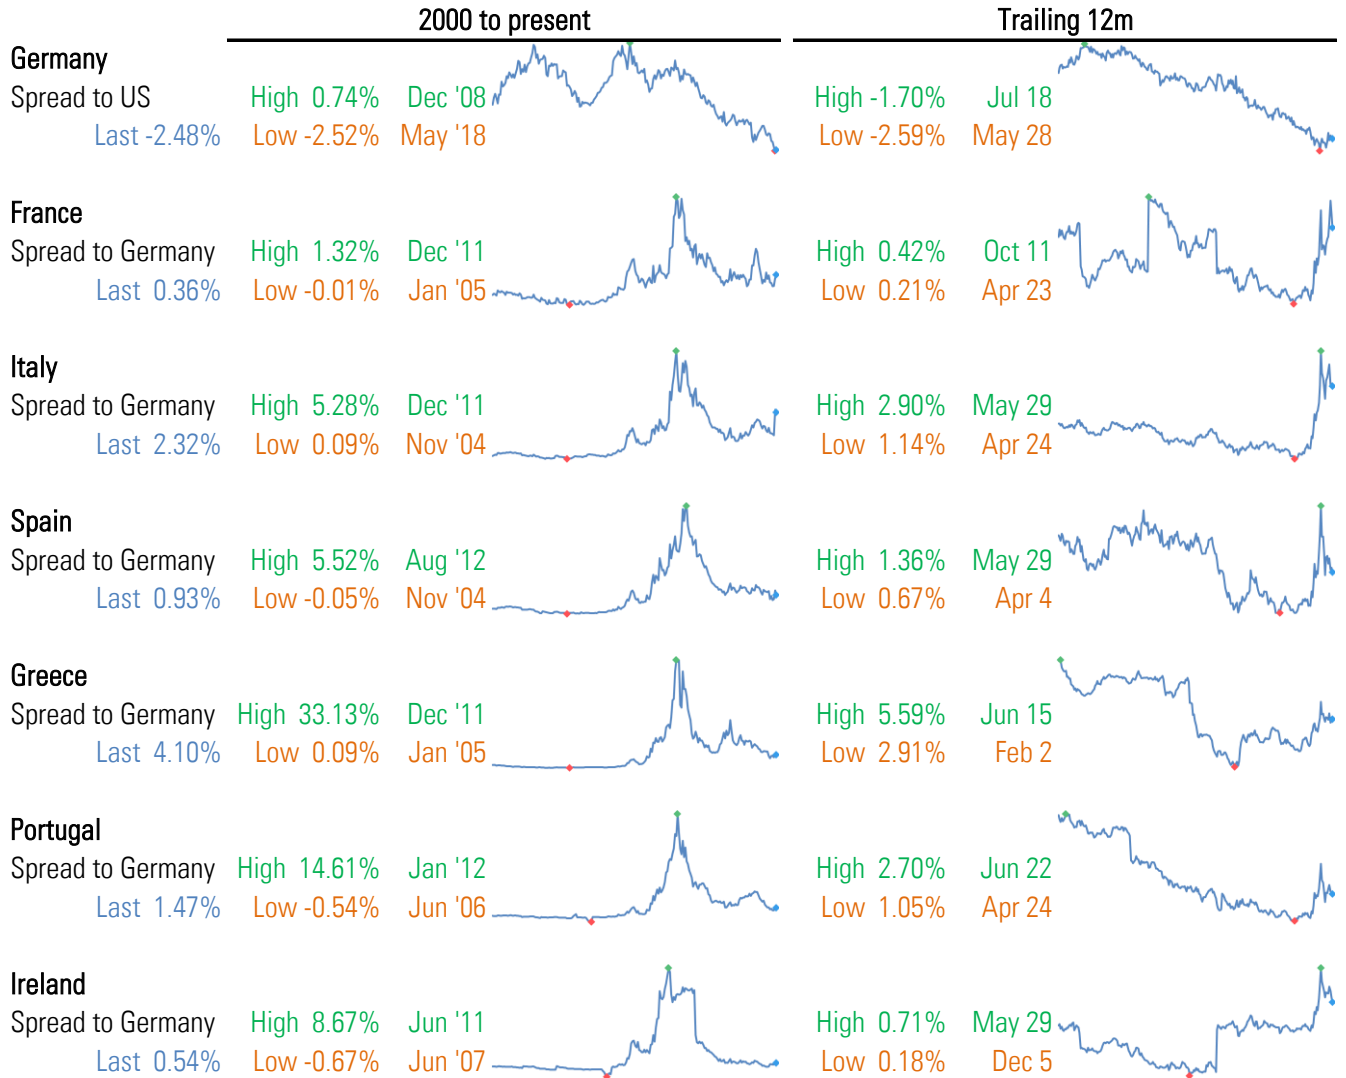 2000 to present Trailing 12m
Germany
Spread to US High 0.74% Dec '08 High -1.70% Jul 18
Last -2.48% Low -2.52% May '18 Low -2.59% May 28
France
Spread to Germany High 1.32% Dec '11 High 0.42% Oct 11
Last 0.36% Low -0.01% Jan '05 Low 0.21% Apr 23
Italy
Spread to Germany High 5.28% Dec '11 High 2.90% May 29
Last 2.32% Low 0.09% Nov '04 Low 1.14% Apr 24
Spain
Spread to Germany High 5.52% Aug '12 High 1.36% May 29
Last 0.93% Low -0.05% Nov '04 Low 0.67% Apr 4
Greece
Spread to Germany High 33.13% Dec '11 High 5.59% Jun 15
Last 4.10% Low 0.09% Jan '05 Low 2.91% Feb 2
Portugal
Spread to Germany High 14.61% Jan '12 High 2.70% Jun 22
Last 1.47% Low -0.54% Jun '06 Low 1.05% Apr 24
Ireland
Spread to Germany High 8.67% Jun '11 High 0.71% May 29
Last 0.54% Low -0.67% Jun '07 Low 0.18% Dec 5